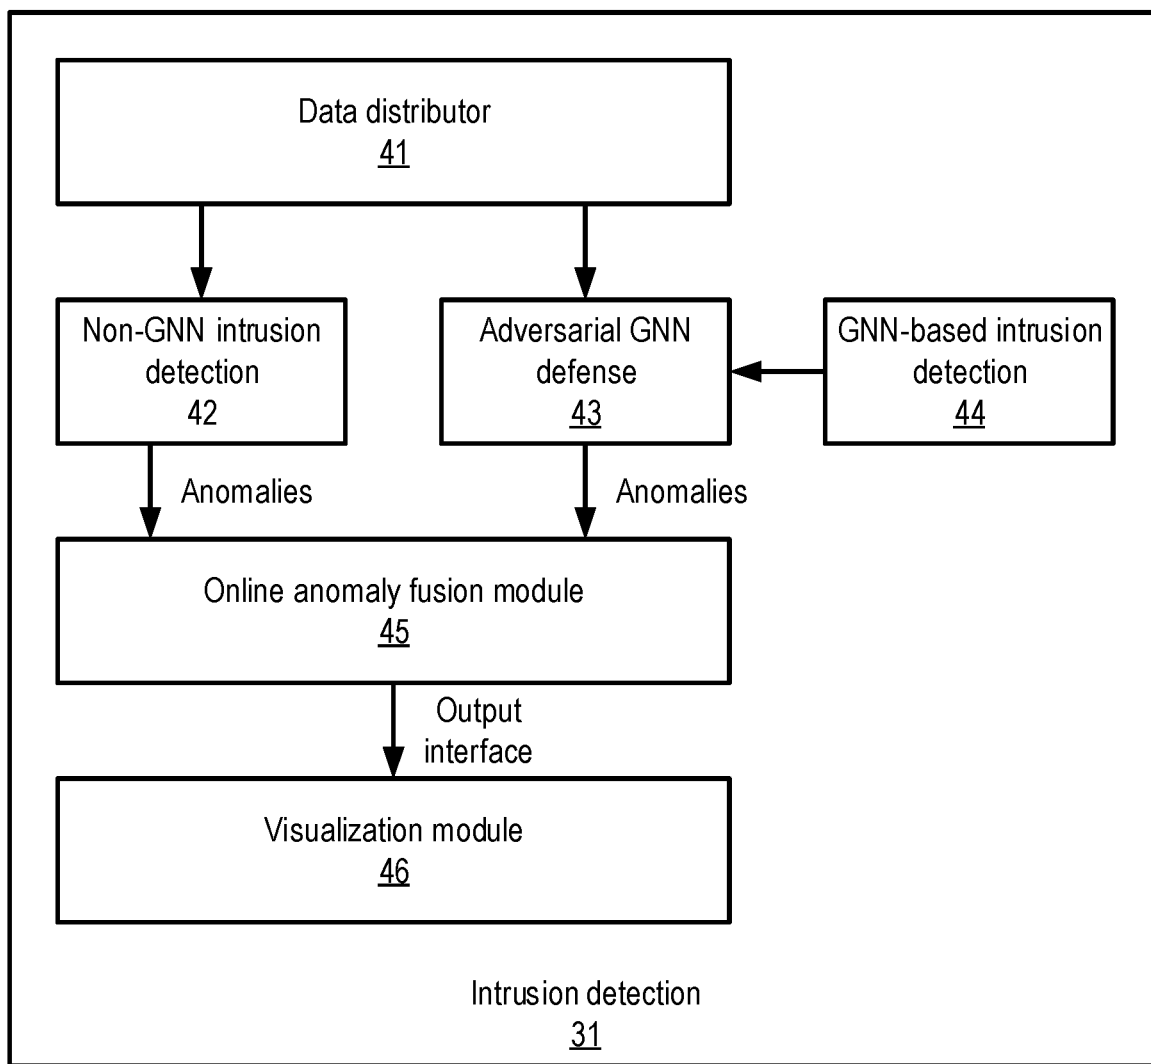 Data distributor
41
Non-GNN intrusion
detection
42
Adversarial GNN
defense
43
GNN-based intrusion
detection
44
Anomalies
Anomalies
Online anomaly fusion module
45
Output
interface
Visualization module
46
Intrusion detection
31